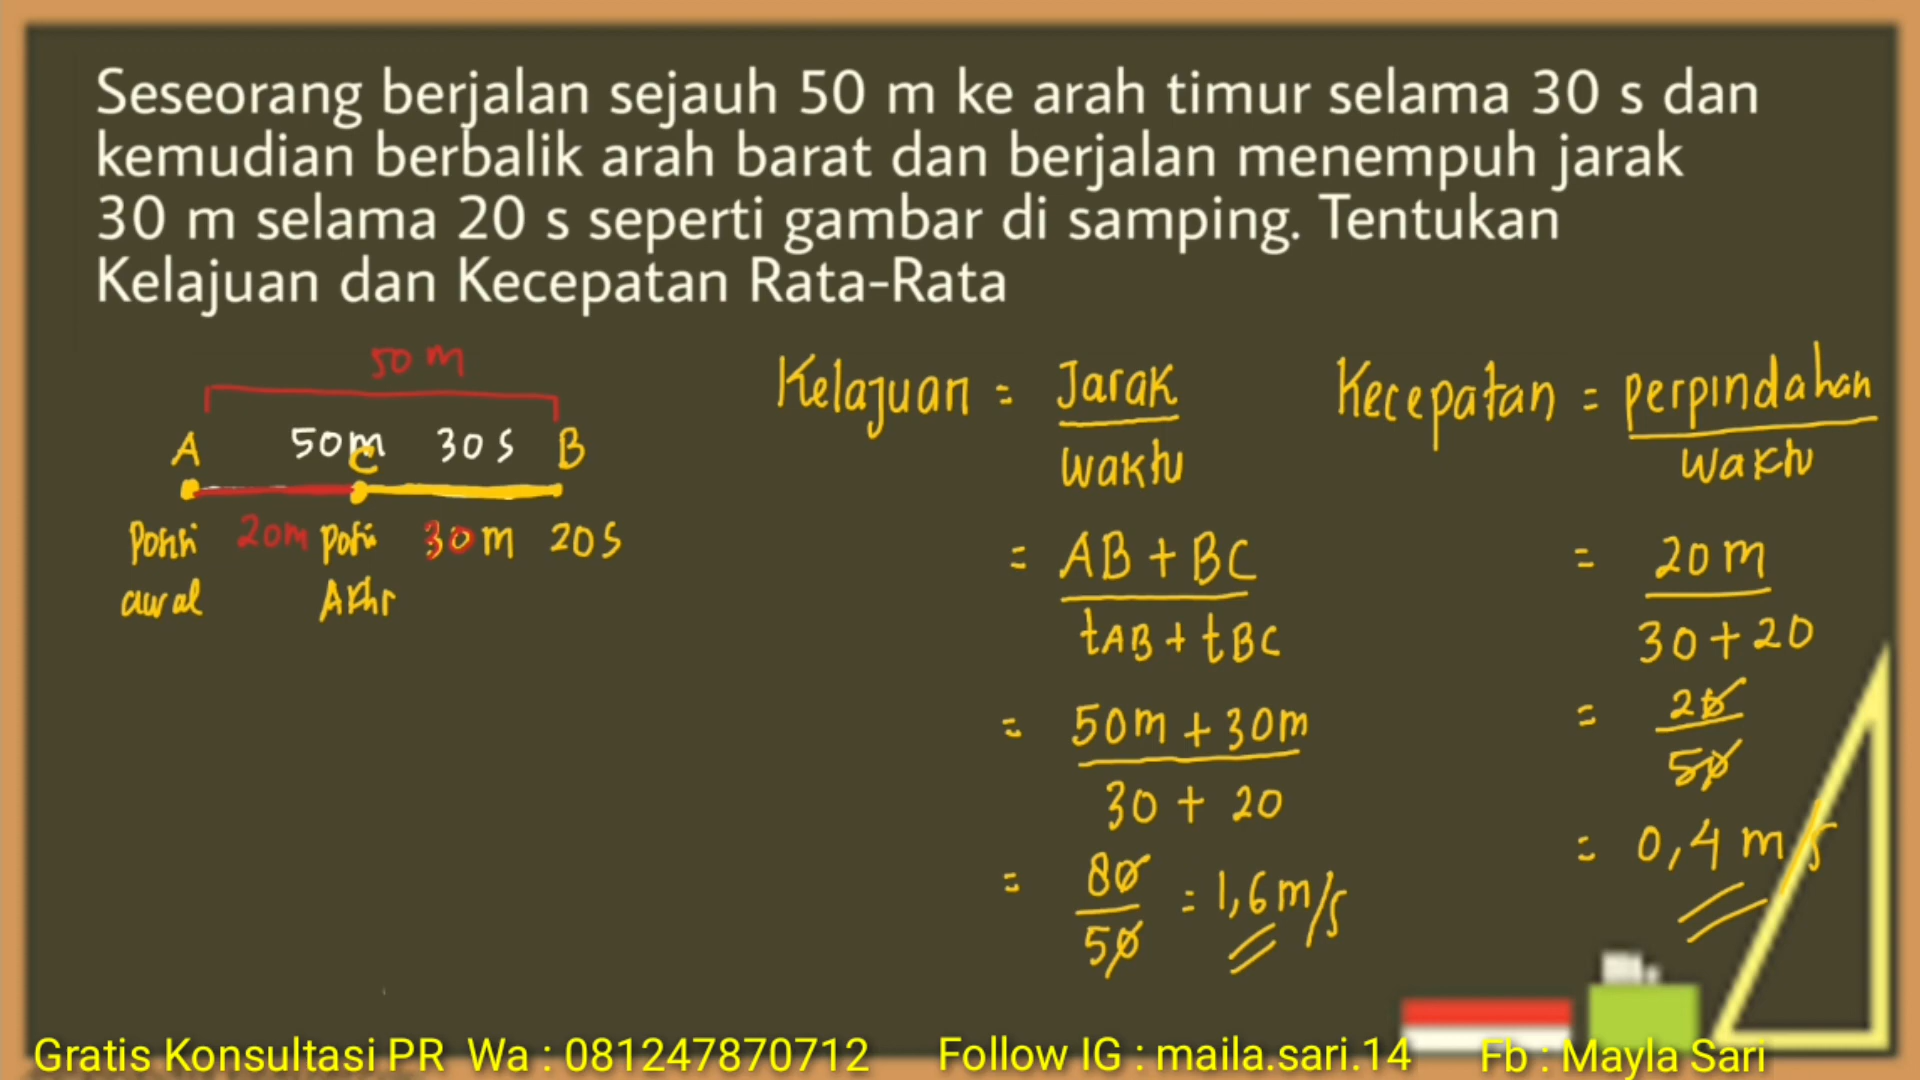 Seseorang berjalan sejauh 50 m ke arah timur selama 30 s dan
kemudian berbalik arah barat dan berjalan menempuh jarak
30 m selama 20 s seperti gambar di samping. Tentukan
Kelajuan dan Kecepatan Rata-Rata
50 m
A 50m C 30 s B
Posisi 20m Posisi 30 m 20 s
awal Akhir
Kelajuan = Jarak
waktu
= AB + BC
tAB + tBC
= 50m + 30m
30 + 20
= 80
50
= 1,6 m/s
Kecepatan = perpindahan
waktu
= 20 m
30 + 20
= 20
50
= 0,4 m/s
Gratis Konsultasi PR Wa : 081247870712 Follow IG : maila.sari.14 Fb : Mayla Sari